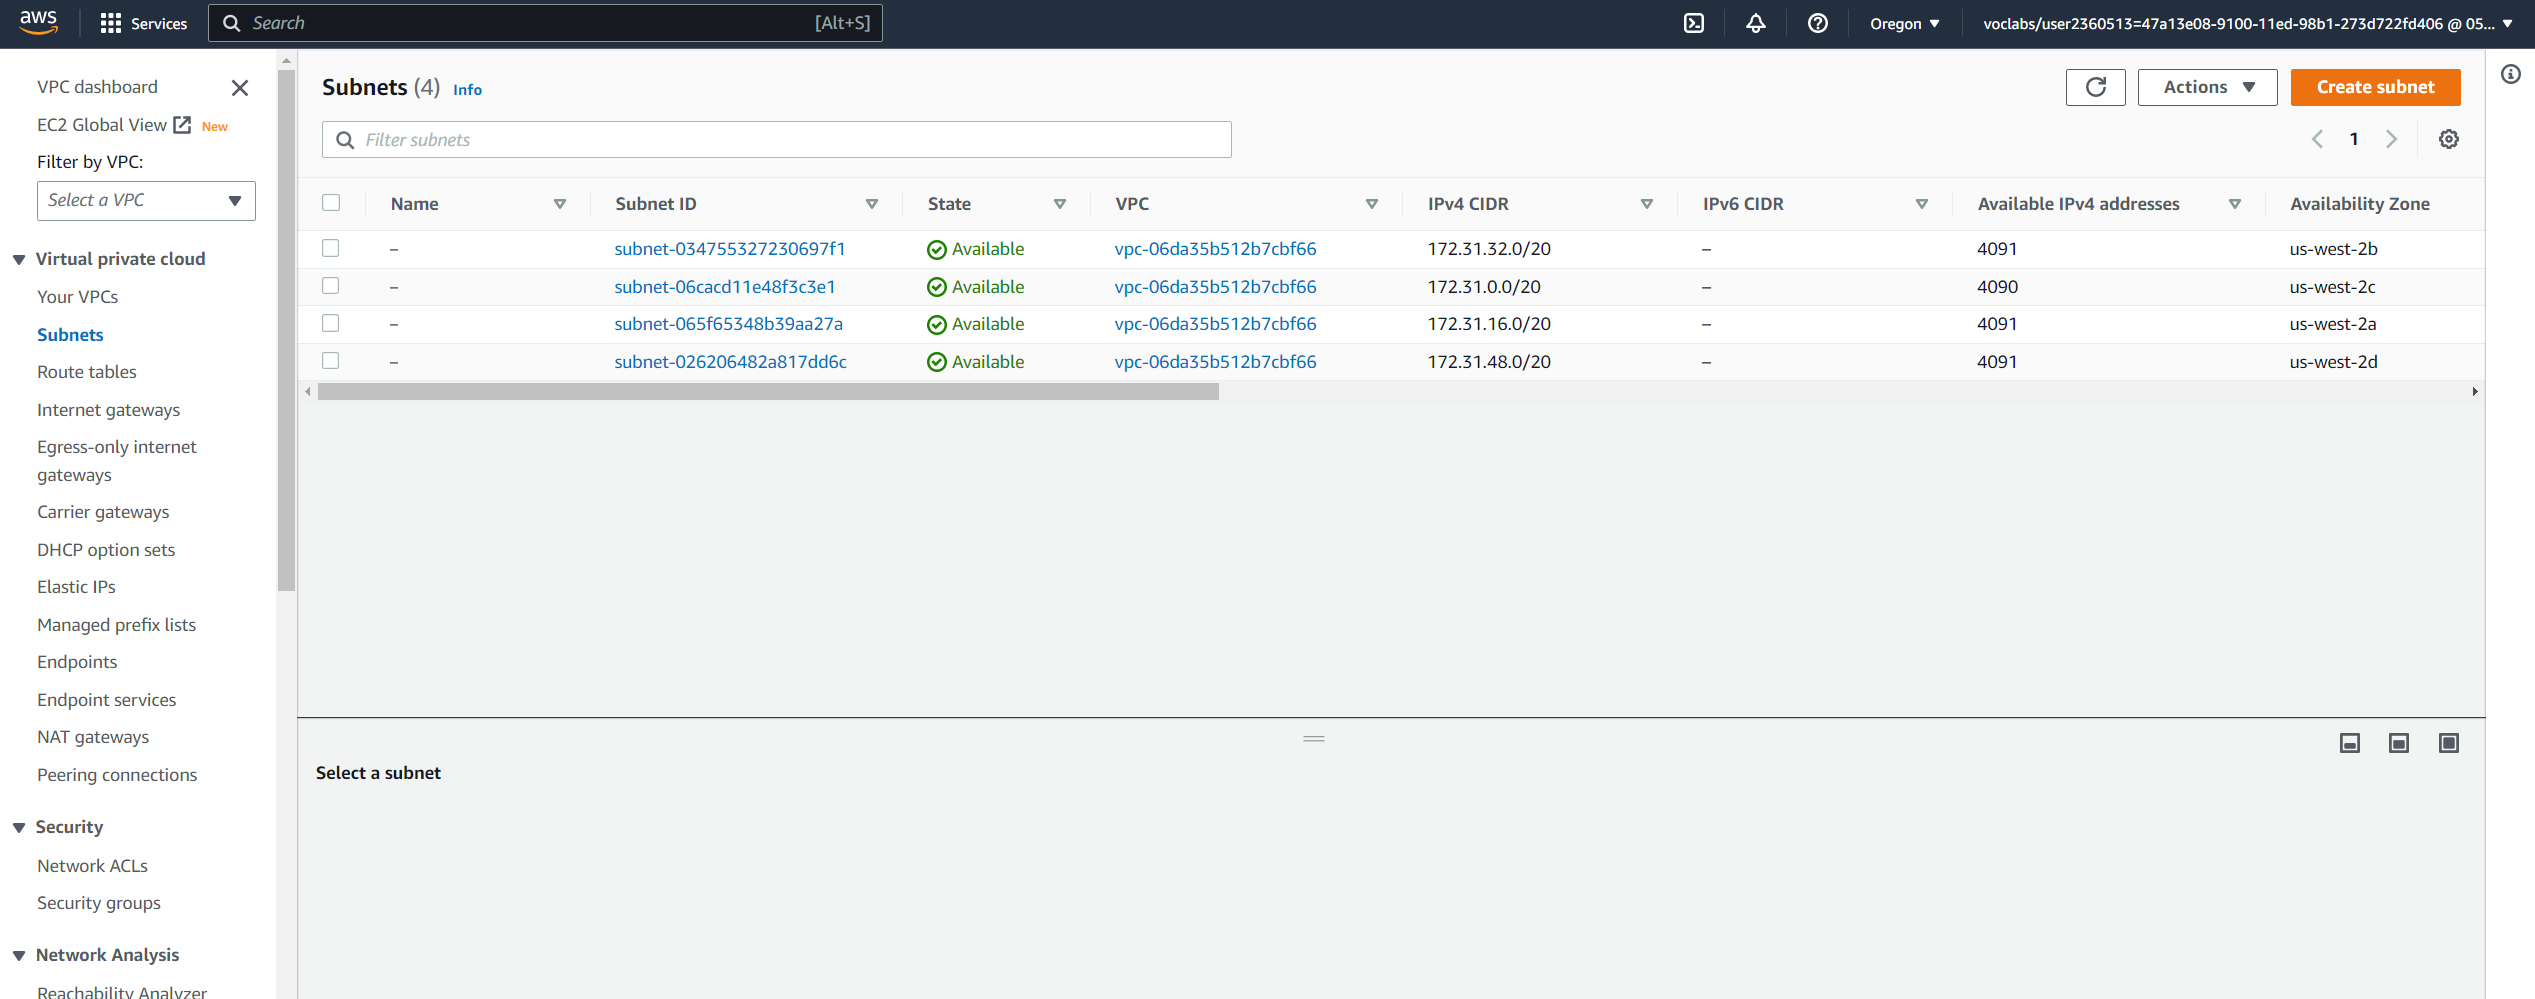 aws Services Search [Alt+S] Oregon voclabs/user2360513=47a13e08-9100-11ed-98b1-273d722fd406 @ 05...
VPC dashboard
EC2 Global View New
Filter by VPC:
Select a VPC
Virtual private cloud
Your VPCs
Subnets
Route tables
Internet gateways
Egress-only internet
gateways
Carrier gateways
DHCP option sets
Elastic IPs
Managed prefix lists
Endpoints
Endpoint services
NAT gateways
Peering connections
Security
Network ACLs
Security groups
Network Analysis
Reachability Analyzer
Subnets (4) Info Actions Create subnet
Filter subnets 1
Name Subnet ID State VPC IPv4 CIDR IPv6 CIDR Available IPv4 addresses Availability Zone
– subnet-034755327230697f1 Available vpc-06da35b512b7cbf66 172.31.32.0/20 – 4091 us-west-2b
– subnet-06cacd11e48f3c3e1 Available vpc-06da35b512b7cbf66 172.31.0.0/20 – 4090 us-west-2c
– subnet-065f65348b39aa27a Available vpc-06da35b512b7cbf66 172.31.16.0/20 – 4091 us-west-2a
– subnet-026206482a817dd6c Available vpc-06da35b512b7cbf66 172.31.48.0/20 – 4091 us-west-2d
Select a subnet